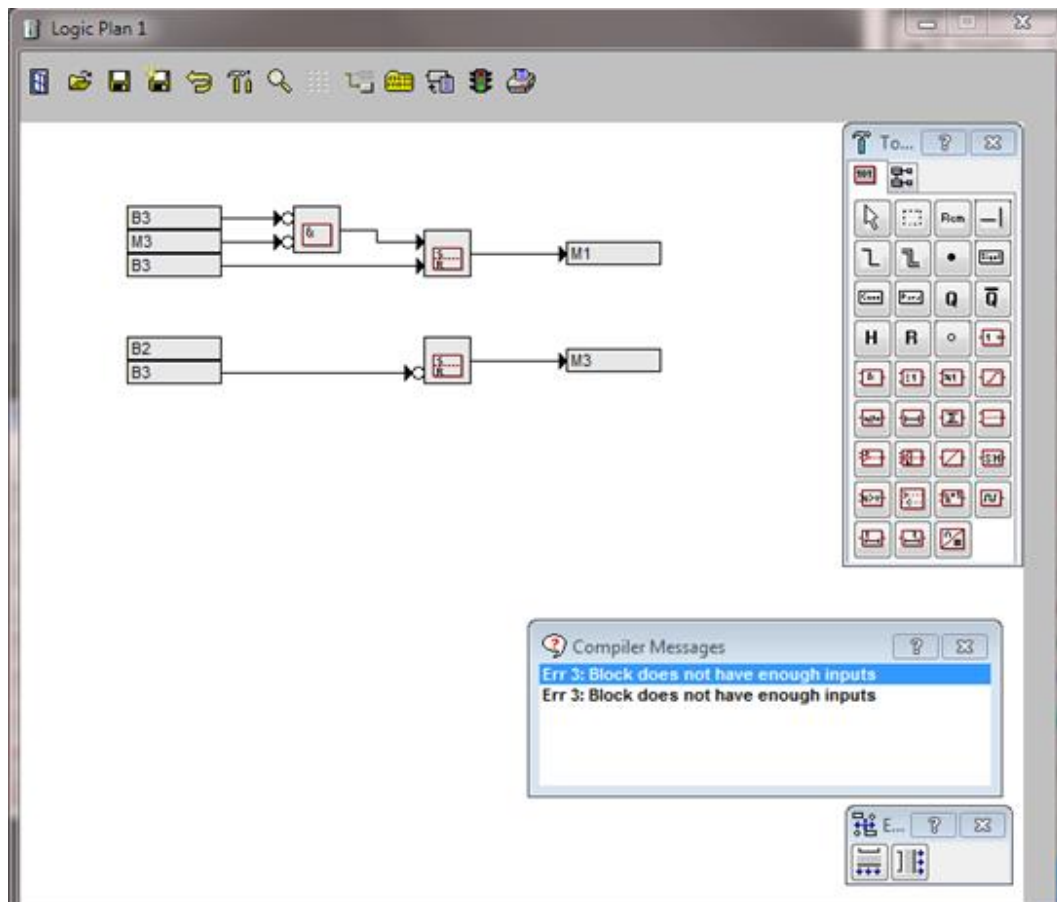 Logic Plan 1
To...
B3
M3
B3
&
S
R
M1
B2
B3
S
R
M3
Rem
Q
Q
H
R
&
Compiler Messages
Err 3: Block does not have enough inputs
Err 3: Block does not have enough inputs
E...